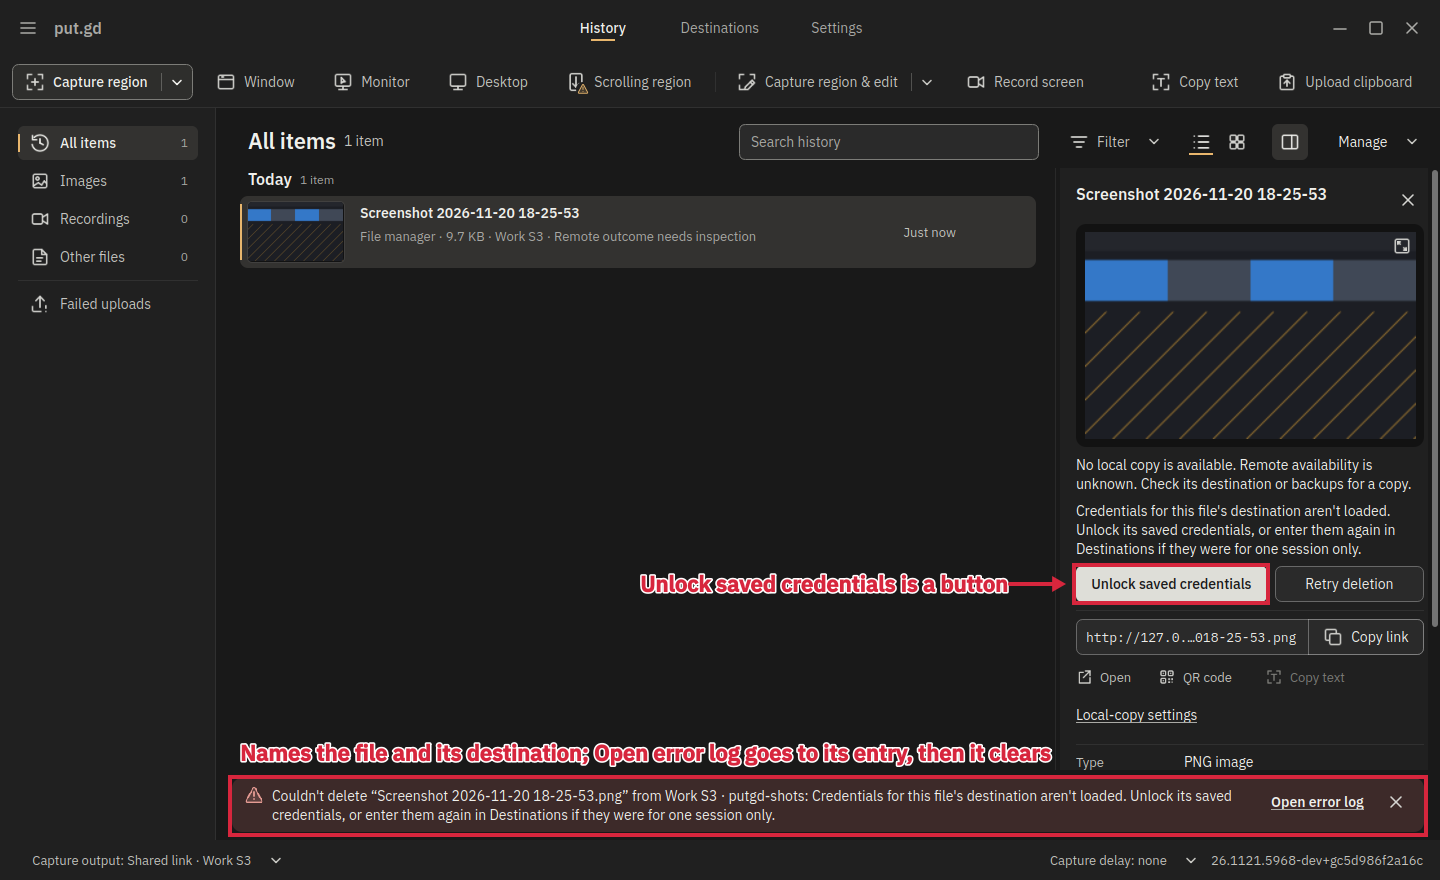 put.gd
History
Destinations
Settings
Capture region
Window
Monitor
Desktop
Scrolling region
Capture region & edit
Record screen
Copy text
Upload clipboard
All items 1
Images 1
Recordings 0
Other files 0
Failed uploads
All items 1 item
Search history
Filter
Manage
Today 1 item
Screenshot 2026-11-20 18-25-53
File manager · 9.7 KB · Work S3 · Remote outcome needs inspection
Just now
Screenshot 2026-11-20 18-25-53
No local copy is available. Remote availability is
unknown. Check its destination or backups for a copy.
Credentials for this file's destination aren't loaded.
Unlock its saved credentials, or enter them again in
Destinations if they were for one session only.
Unlock saved credentials is a button
Unlock saved credentials
Retry deletion
http://127.0.…018-25-53.png
Copy link
Open
QR code
Copy text
Local-copy settings
Type PNG image
Names the file and its destination; Open error log goes to its entry, then it clears
Couldn't delete “Screenshot 2026-11-20 18-25-53.png” from Work S3 · putgd-shots: Credentials for this file's destination aren't loaded. Unlock its saved
credentials, or enter them again in Destinations if they were for one session only.
Open error log
Capture output: Shared link · Work S3
Capture delay: none
26.1121.5968-dev+gc5d986f2a16c